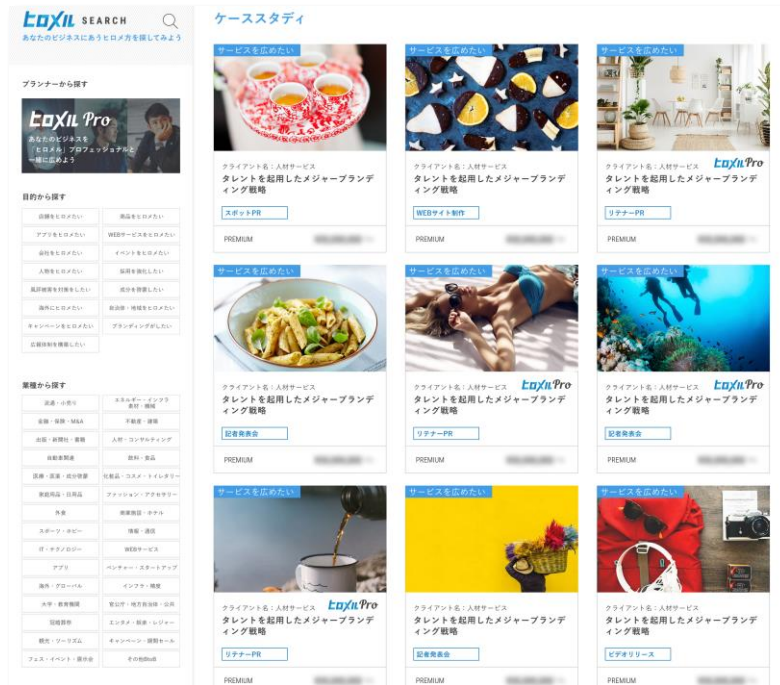 ヒロメル SEARCH
あなたのビジネスにあうヒロメ方を探してみよう
プランナーから探す
ヒロメル Pro
あなたのビジネスを
「ヒロメル」プロフェッショナルと
一緒に広めよう
目的から探す
店舗をヒロメたい
商品をヒロメたい
アプリをヒロメたい
WEBサービスをヒロメたい
会社をヒロメたい
イベントをヒロメたい
人物をヒロメたい
採用を強化したい
風評被害を対策をしたい
成分を啓蒙したい
海外にヒロメたい
自治体・地域をヒロメたい
キャンペーンをヒロメたい
ブランディングがしたい
広報体制を構築したい
業種から探す
流通・小売り
エネルギー・インフラ
素材・機械
金融・保険・M&A
不動産・建築
出版・新聞社・書籍
人材・コンサルティング
自動車関連
飲料・食品
医療・医薬・成分啓蒙
化粧品・コスメ・トイレタリー
家庭用品・日用品
ファッション・アクセサリー
外食
商業施設・ホテル
スポーツ・ホビー
情報・通信
IT・テクノロジー
WEBサービス
アプリ
ベンチャー・スタートアップ
海外・グローバル
インフラ・精度
大学・教育機関
官公庁・地方自治体・公共
冠婚葬祭
エンタメ・娯楽・レジャー
観光・ツーリズム
キャンペーン・期間セール
フェス・イベント・展示会
その他BtoB
ケーススタディ
サービスを広めたい
クライアント名：人材サービス
タレントを起用したメジャーブランデ
ィング戦略
スポットPR
PREMIUM
サービスを広めたい
クライアント名：人材サービス
タレントを起用したメジャーブランデ
ィング戦略
WEBサイト制作
PREMIUM
サービスを広めたい
クライアント名：人材サービス
ヒロメルPro
タレントを起用したメジャーブランデ
ィング戦略
リテナーPR
PREMIUM
サービスを広めたい
クライアント名：人材サービス
タレントを起用したメジャーブランデ
ィング戦略
記者発表会
PREMIUM
サービスを広めたい
クライアント名：人材サービス
ヒロメルPro
タレントを起用したメジャーブランデ
ィング戦略
リテナーPR
PREMIUM
サービスを広めたい
クライアント名：人材サービス
ヒロメルPro
タレントを起用したメジャーブランデ
ィング戦略
記者発表会
PREMIUM
サービスを広めたい
クライアント名：人材サービス
ヒロメルPro
タレントを起用したメジャーブランデ
ィング戦略
リテナーPR
PREMIUM
サービスを広めたい
クライアント名：人材サービス
タレントを起用したメジャーブランデ
ィング戦略
記者発表会
PREMIUM
サービスを広めたい
クライアント名：人材サービス
タレントを起用したメジャーブランデ
ィング戦略
ビデオリリース
PREMIUM